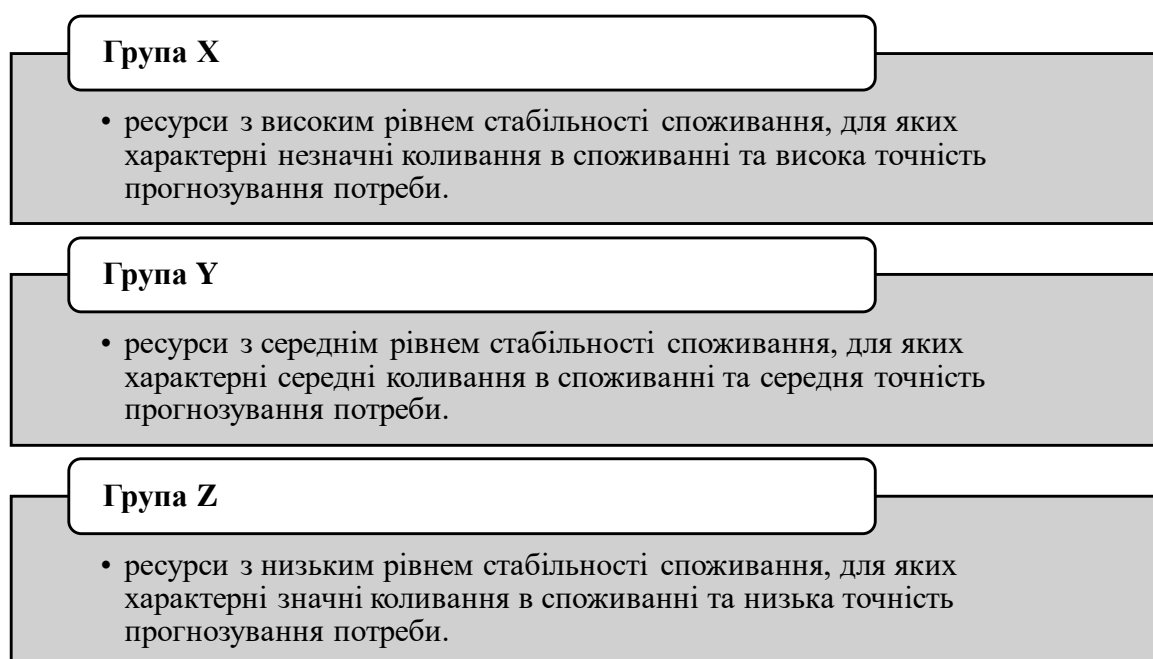 Група X
• ресурси з високим рівнем стабільності споживання, для яких
характерні незначні коливання в споживанні та висока точність
прогнозування потреби.
Група Y
• ресурси з середнім рівнем стабільності споживання, для яких
характерні середні коливання в споживанні та середня точність
прогнозування потреби.
Група Z
• ресурси з низьким рівнем стабільності споживання, для яких
характерні значні коливання в споживанні та низька точність
прогнозування потреби.